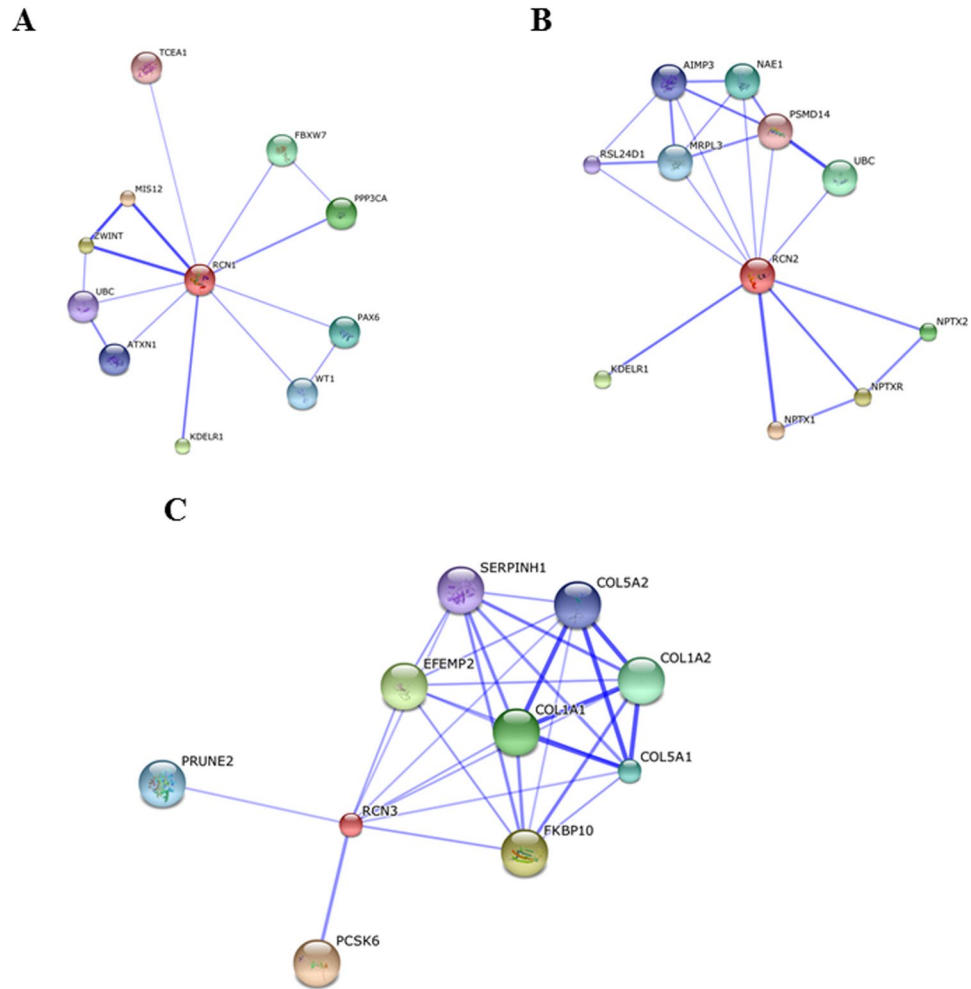 A
TCEA1
FBXW7
PPP3CA
MIS12
ZWINT
RCN1
UBC
ATXN1
PAX6
WT1
KDELR1
B
AIMP3
NAE1
PSMD14
RSL24D1
MRPL3
UBC
RCN2
NPTX2
KDELR1
NPTXR
NPTX1
C
SERPINH1
COL5A2
EFEMP2
COL1A2
COL1A1
COL5A1
PRUNE2
RCN3
FKBP10
PCSK6